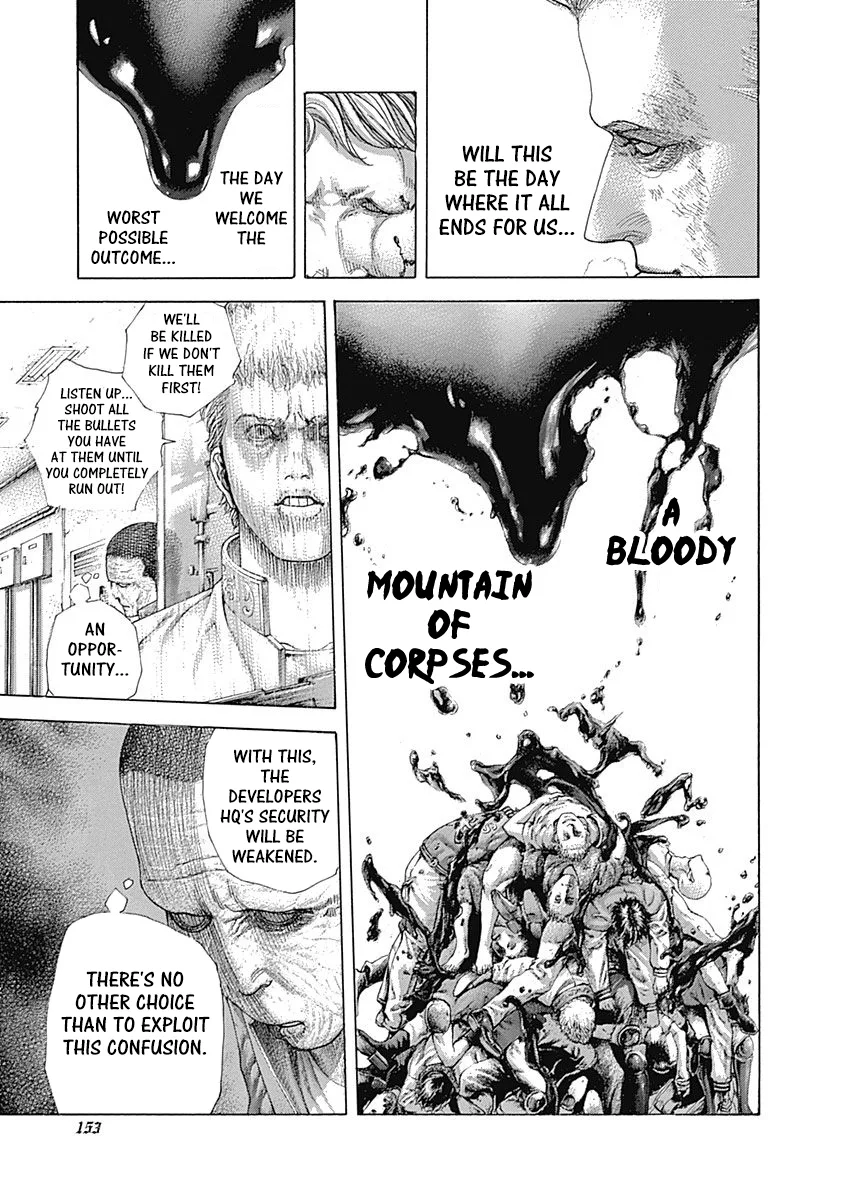 WILL THIS
BE THE DAY
WHERE IT ALL
ENDS FOR US...
THE DAY
WE
WELCOME
THE
WORST
POSSIBLE
OUTCOME...
A
BLOODY
MOUNTAIN
OF
CORPSES...
WE'LL
BE KILLED
IF WE DON'T
KILL THEM
FIRST!
LISTEN UP...
SHOOT ALL
THE BULLETS
YOU HAVE
AT THEM UNTIL
YOU COMPLETELY
RUN OUT!
AN
OPPOR-
TUNITY...
WITH THIS,
THE
DEVELOPERS
HQ'S SECURITY
WILL BE
WEAKENED.
THERE'S NO
OTHER CHOICE
THAN TO EXPLOIT
THIS CONFUSION.
153